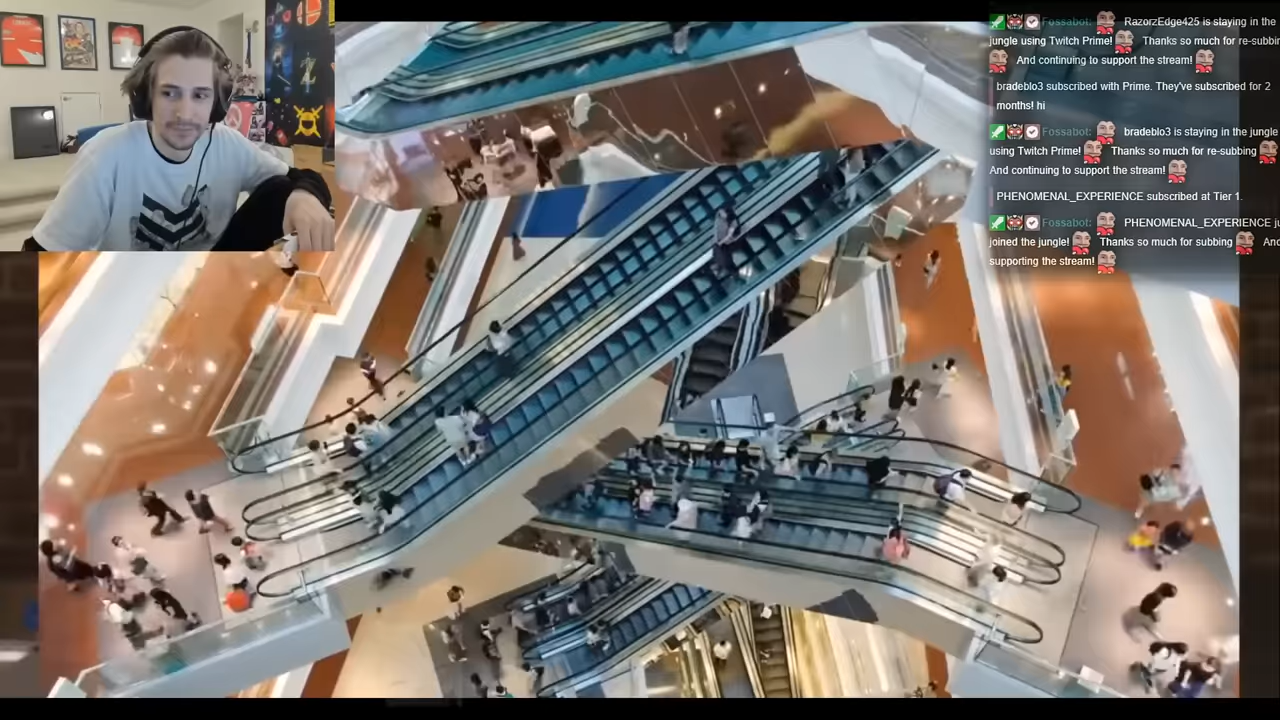 Fossabot: RazorzEdge425 is staying in the
jungle using Twitch Prime! Thanks so much for re-subbin
And continuing to support the stream!
bradeblo3 subscribed with Prime. They've subscribed for 2
months! hi
Fossabot: bradeblo3 is staying in the jungle
using Twitch Prime! Thanks so much for re-subbing
And continuing to support the stream!
PHENOMENAL_EXPERIENCE subscribed at Tier 1.
Fossabot: PHENOMENAL_EXPERIENCE ju
joined the jungle! Thanks so much for subbing And
supporting the stream!